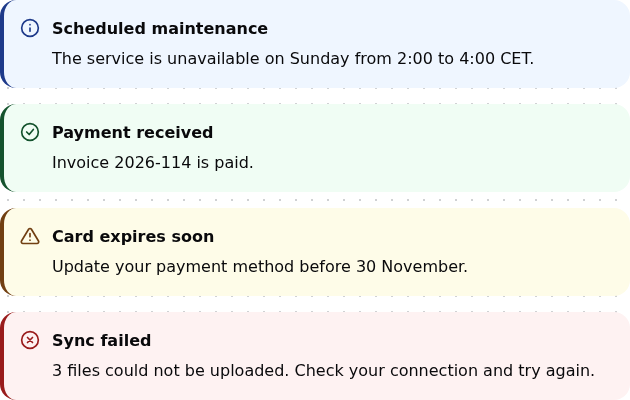 Scheduled maintenance
The service is unavailable on Sunday from 2:00 to 4:00 CET.
Payment received
Invoice 2026-114 is paid.
Card expires soon
Update your payment method before 30 November.
Sync failed
3 files could not be uploaded. Check your connection and try again.